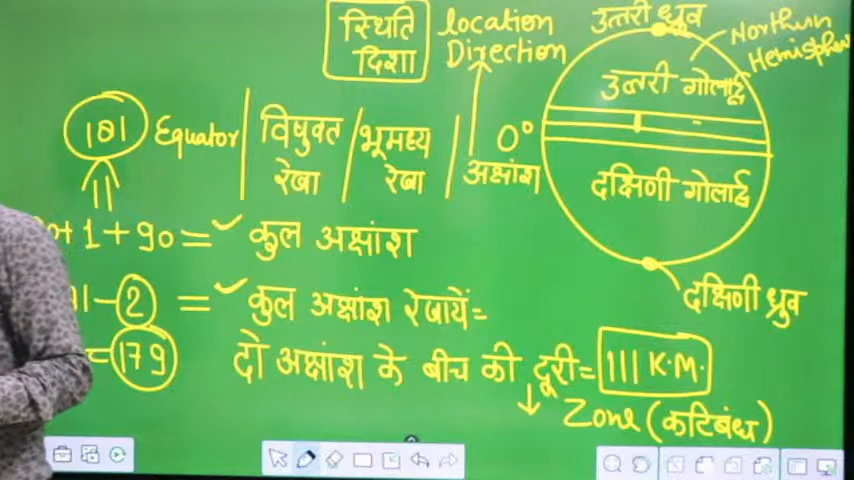 स्थिति
दिशा
location
Direction
उत्तरी ध्रुव
Northern
Hemisphere
उत्तरी गोलार्द्ध
181
Equator
विषुवत
रेखा
भूमध्य
रेखा
0°
अक्षांश
दक्षिणी गोलार्द्ध
दक्षिणी ध्रुव
+ 1 + 90 = कुल अक्षांश
- 2 = कुल अक्षांश रेखायें=
= 179
दो अक्षांश के बीच की दूरी= 111 K.M.
Zone (कटिबंध)